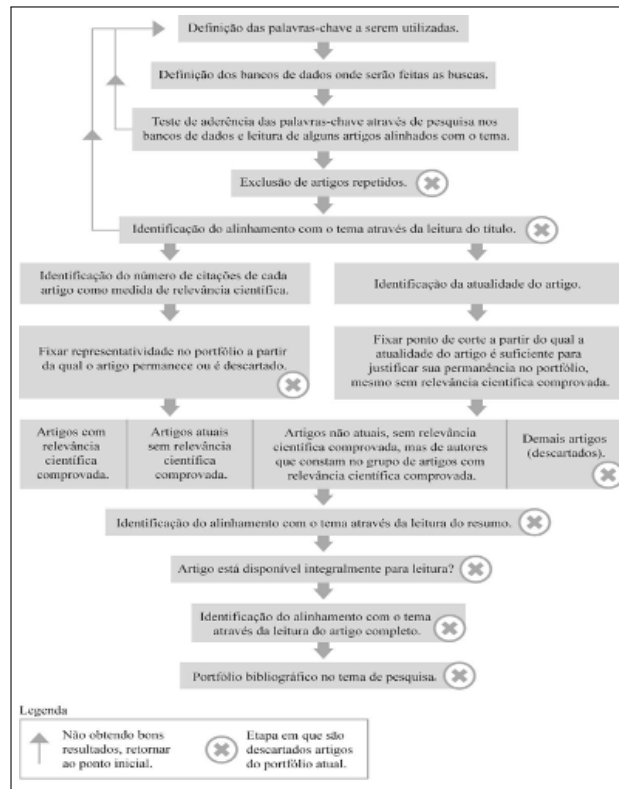 Definição das palavras-chave a serem utilizadas.
Definição dos bancos de dados onde serão feitas as buscas.
Teste de aderência das palavras-chave através de pesquisa nos
bancos de dados e leitura de alguns artigos alinhados com o tema.
Exclusão de artigos repetidos.
Identificação do alinhamento com o tema através da leitura do título.
Identificação do número de citações de cada
artigo como medida de relevância científica.
Identificação da atualidade do artigo.
Fixar representatividade no portfólio a partir
da qual o artigo permanece ou é descartado.
Fixar ponto de corte a partir do qual a
atualidade do artigo é suficiente para
justificar sua permanência no portfólio,
mesmo sem relevância científica comprovada.
Artigos com
relevância
científica
comprovada.
Artigos atuais
sem relevância
científica
comprovada.
Artigos não atuais, sem relevância
científica comprovada, mas de autores
que constam no grupo de artigos com
relevância científica comprovada.
Demais artigos
(descartados).
Identificação do alinhamento com o tema através da leitura do resumo.
Artigo está disponível integralmente para leitura?
Identificação do alinhamento com o tema
através da leitura do artigo completo.
Portfólio bibliográfico no tema de pesquisa.
Legenda
Não obtendo bons
resultados, retornar
ao ponto inicial.
Etapa em que são
descartados artigos
do portfólio atual.